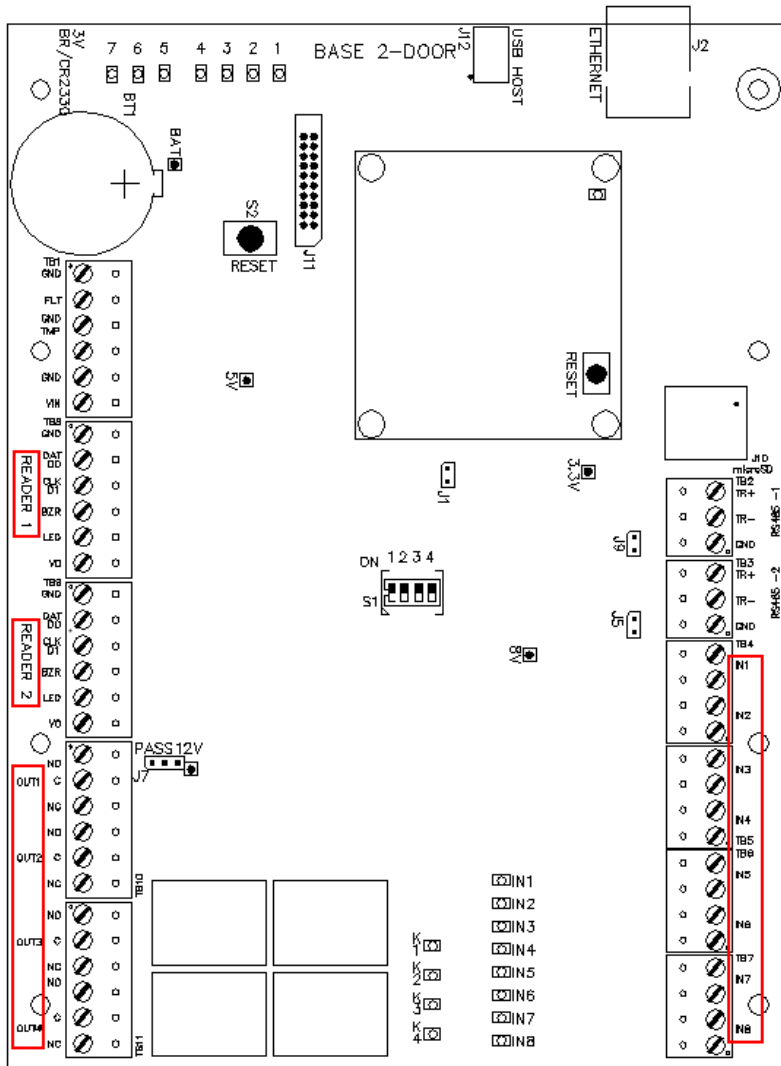 3V
BR/CR2330
BT1
7 6 5 4 3 2 1
BASE 2-DOOR
J12
USB HOST
ETHERNET
J2
BAT
S2
RESET
J11
TB1
GND
FLT
GND
TMP
GND
VIN
5V
RESET
J10
microSD
3.3V
J1
READER 1
GND
DAT
D0
CLK
D1
BZR
LED
VO
TB2
TR+
TR-
GND
RS485 -1
J9
TB3
TR+
TR-
GND
RS485 -2
J5
ON 1 2 3 4
S1
8V
READER 2
GND
DAT
D0
CLK
D1
BZR
LED
VO
TB4
IN1
IN2
IN3
IN4
TB5
TB6
IN5
IN6
TB7
IN7
IN8
PASS 12V
J7
NO
OUT1 C
NC
NO
OUT2 C
NC
TB10
NO
OUT3 C
NC
NO
C
OUT4
NC
TB11
K1
K2
K3
K4
IN1
IN2
IN3
IN4
IN5
IN6
IN7
IN8